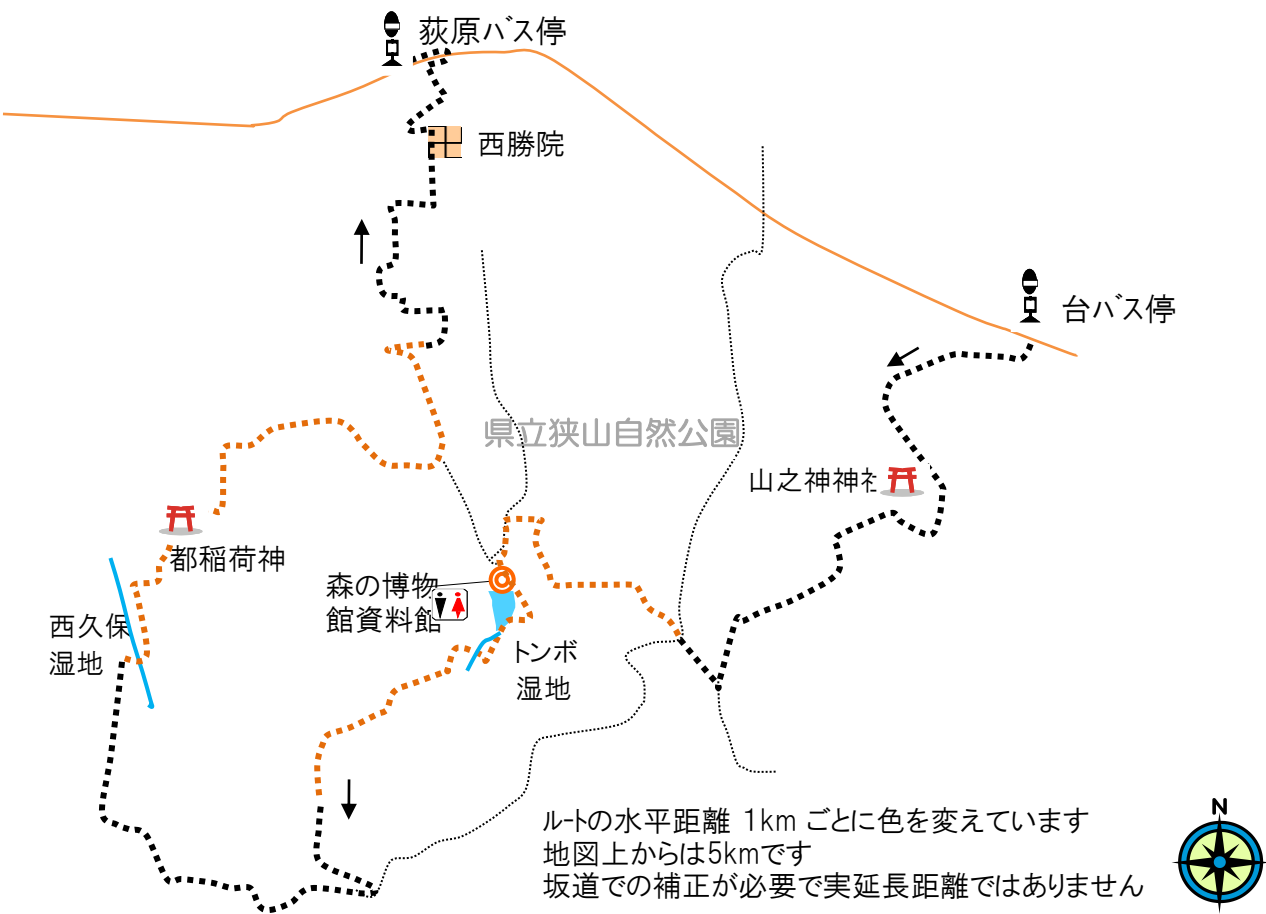 荻原バス停
西勝院
台バス停
県立狭山自然公園
山之神神社
都稲荷神
森の博物
館資料館
西久保
湿地
トンボ
湿地
ルートの水平距離 1km ごとに色を変えています
地図上からは5kmです
坂道での補正が必要で実延長距離ではありません
N